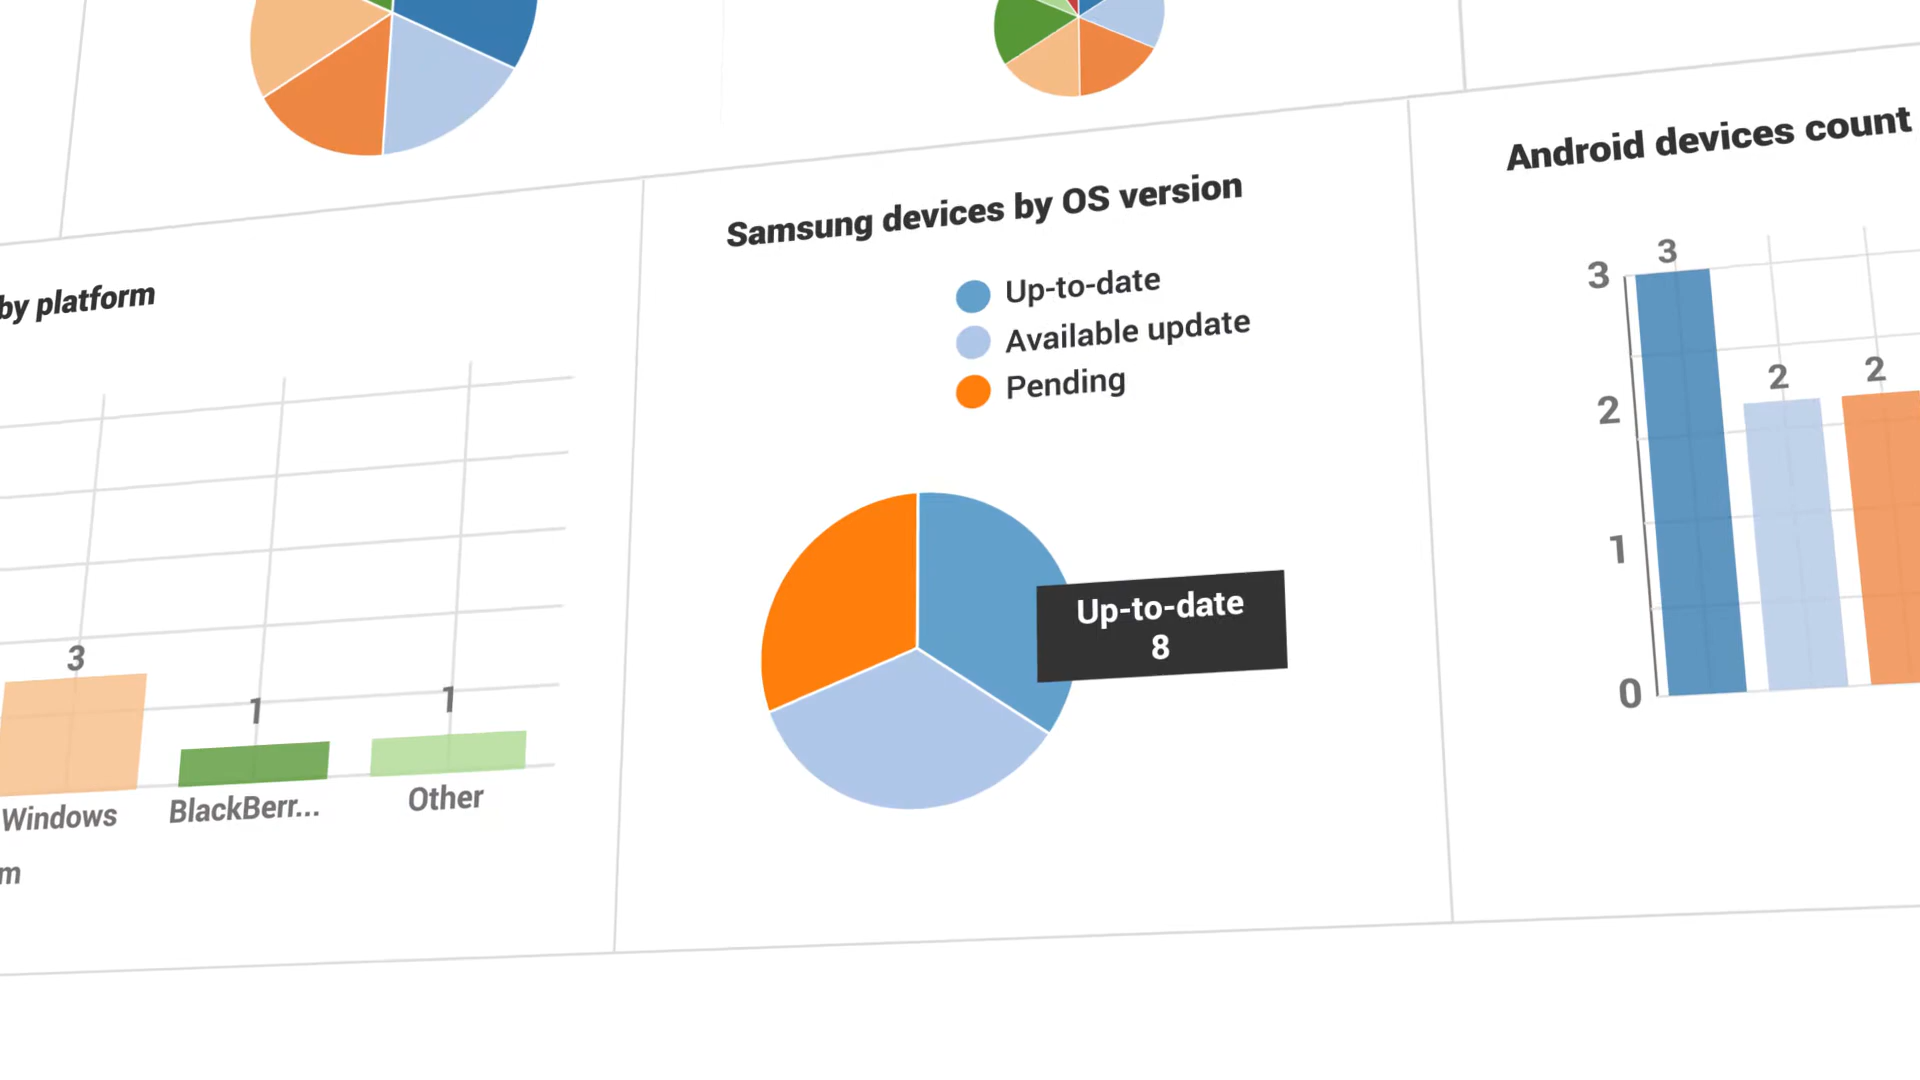 by platform
3
1
1
Windows
BlackBerr...
Other
m
Samsung devices by OS version
Up-to-date
Available update
Pending
Up-to-date
8
Android devices count
3
2
1
0
3
2
2